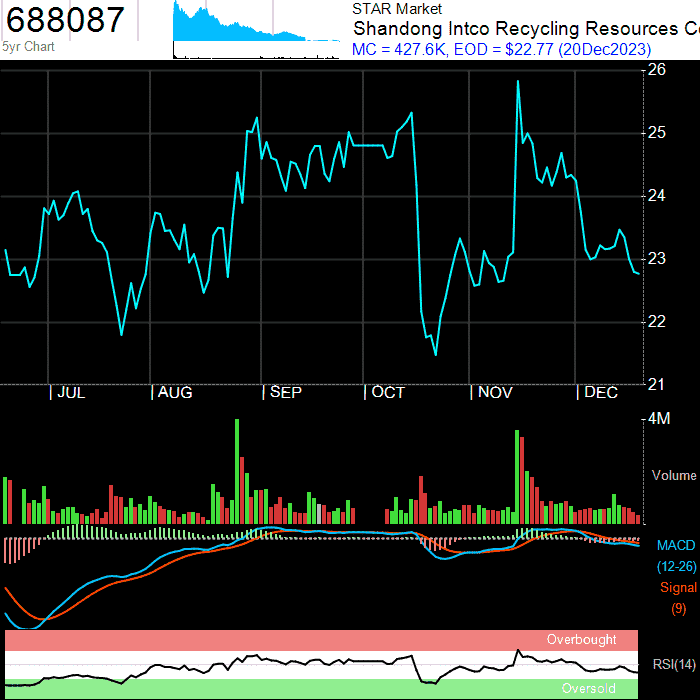 688087
5yr Chart
STAR Market
Shandong Intco Recycling Resources C
MC = 427.6K, EOD = $22.77 (20Dec2023)
26
25
24
23
22
21
| JUL | AUG | SEP | OCT | NOV | DEC
4M
Volume
MACD
(12-26)
Signal
(9)
Overbought
RSI(14)
Oversold